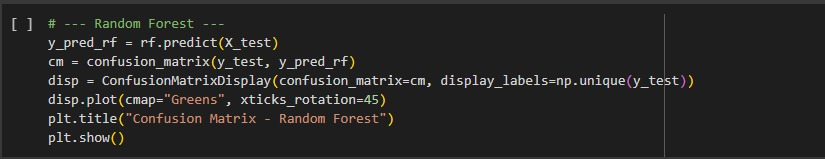 [ ] # --- Random Forest ---
y_pred_rf = rf.predict(X_test)
cm = confusion_matrix(y_test, y_pred_rf)
disp = ConfusionMatrixDisplay(confusion_matrix=cm, display_labels=np.unique(y_test))
disp.plot(cmap="Greens", xticks_rotation=45)
plt.title("Confusion Matrix - Random Forest")
plt.show()